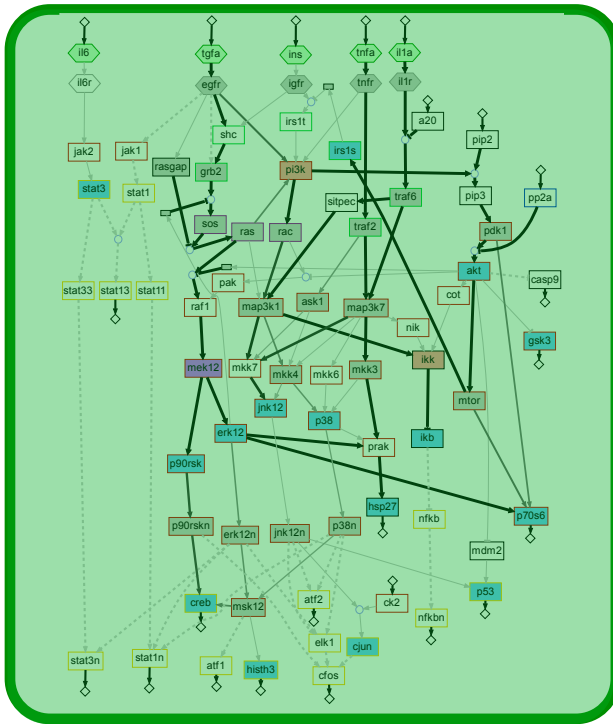 il6 tgfa ins tnfa il1a
il6r egfr igfr tnfr il1r
irs1t a20
shc pip2
jak2 jak1 irs1s
rasgap grb2 pi3k
stat3 stat1 sitpec traf6 pip3 pp2a
sos ras rac traf2 pdk1
akt
pak casp9
stat33 stat13 stat11 cot
raf1 map3k1 ask1 map3k7
nik
gsk3
mek12 mkk7 mkk4 mkk6 mkk3 ikk
jnk12 mtor
p38
erk12 prak ikb
p90rsk
hsp27
p90rskn erk12n jnk12n p38n nfkb p70s6
mdm2
creb msk12 atf2 ck2 p53
nfkbn
elk1 cjun
stat3n stat1n atf1 histh3 cfos